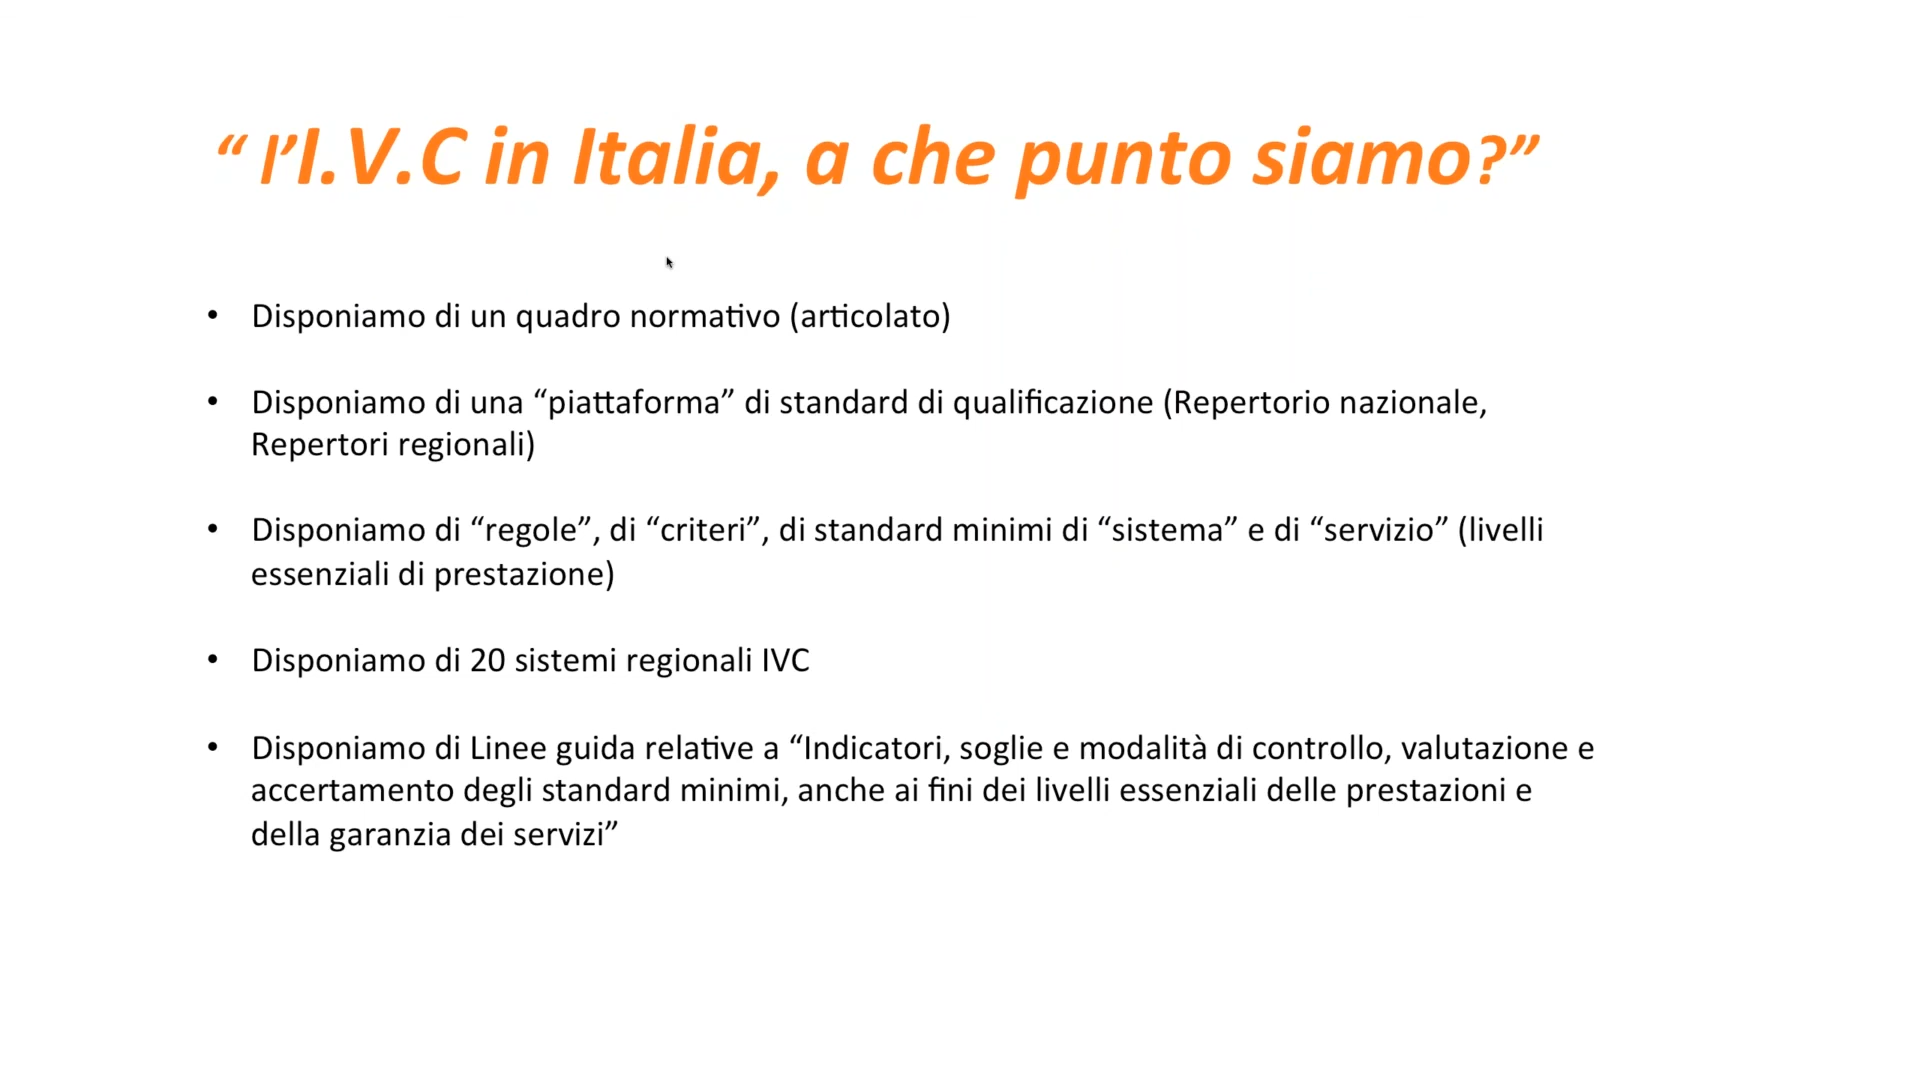 “ l’I.V.C in Italia, a che punto siamo?”
• Disponiamo di un quadro normativo (articolato)
• Disponiamo di una “piattaforma” di standard di qualificazione (Repertorio nazionale,
Repertori regionali)
• Disponiamo di “regole”, di “criteri”, di standard minimi di “sistema” e di “servizio” (livelli
essenziali di prestazione)
• Disponiamo di 20 sistemi regionali IVC
• Disponiamo di Linee guida relative a “Indicatori, soglie e modalità di controllo, valutazione e
accertamento degli standard minimi, anche ai fini dei livelli essenziali delle prestazioni e
della garanzia dei servizi”